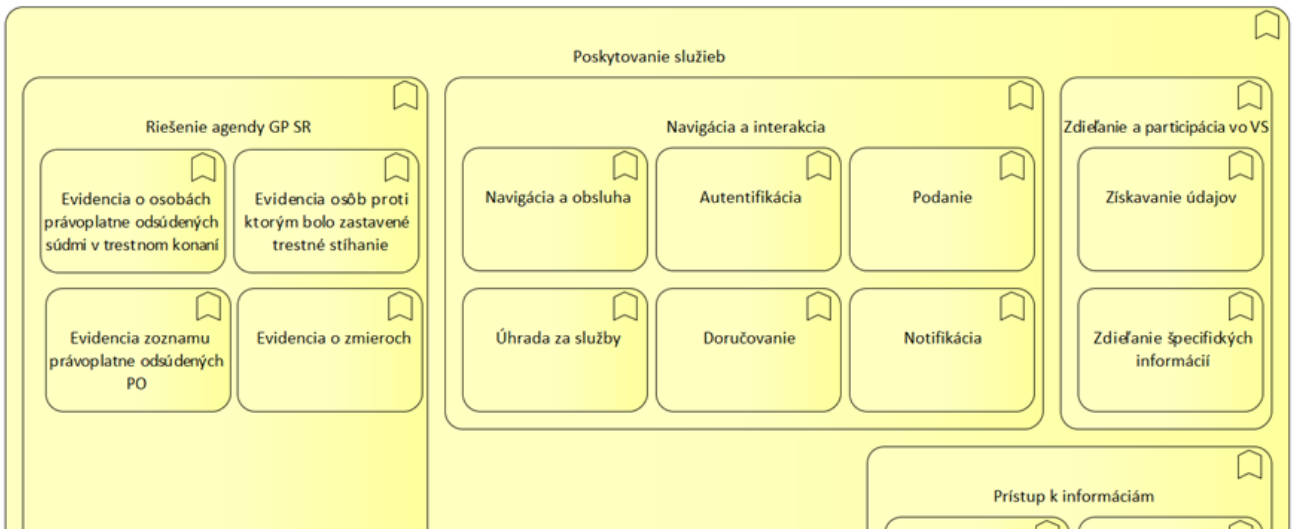 Poskytovanie služieb
Riešenie agendy GP SR
Evidencia o osobách
právoplatne odsúdených
súdmi v trestnom konaní
Evidencia osôb proti
ktorým bolo zastavené
trestné stíhanie
Evidencia zoznamu
právoplatne odsúdených
PO
Evidencia o zmieroch
Navigácia a interakcia
Navigácia a obsluha
Autentifikácia
Podanie
Úhrada za služby
Doručovanie
Notifikácia
Zdieľanie a participácia vo VS
Získavanie údajov
Zdieľanie špecifických
informácií
Prístup k informáciám